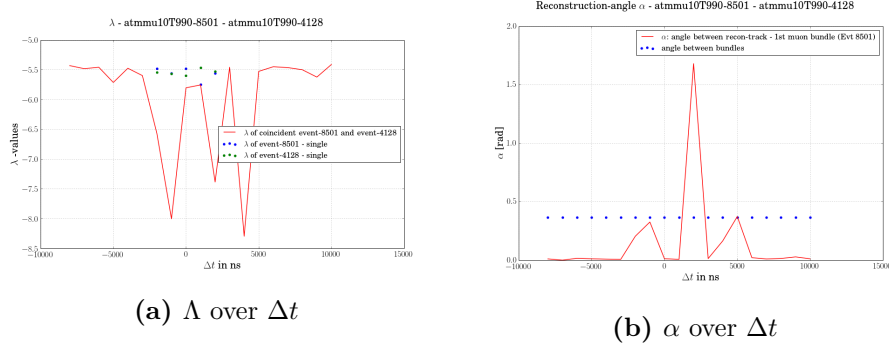 λ - atmmu10T990-8501 - atmmu10T990-4128
−5.0
−5.5
−6.0
−6.5
−7.0
−7.5
−8.0
−8.5
λ -values
λ of coincident event-8501 and event-4128
λ of event-8501 - single
λ of event-4128 - single
−10000 −5000 0 5000 10000 15000
Δt in ns
(a) Λ over Δt
Reconstruction-angle α - atmmu10T990-8501 - atmmu10T990-4128
2.0
1.5
1.0
0.5
0.0
α [rad]
α: angle between recon-track - 1st muon bundle (Evt 8501)
angle between bundles
−10000 −5000 0 5000 10000 15000
Δt in ns
(b) α over Δt